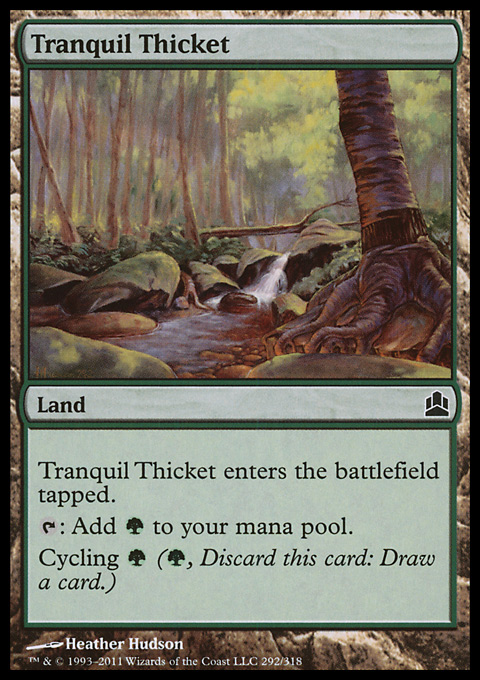 Tranquil Thicket
Land
Tranquil Thicket enters the battlefield
tapped.
: Add to your mana pool.
Cycling (, Discard this card: Draw
a card.)
Heather Hudson
™ & © 1993–2011 Wizards of the Coast LLC 292/318